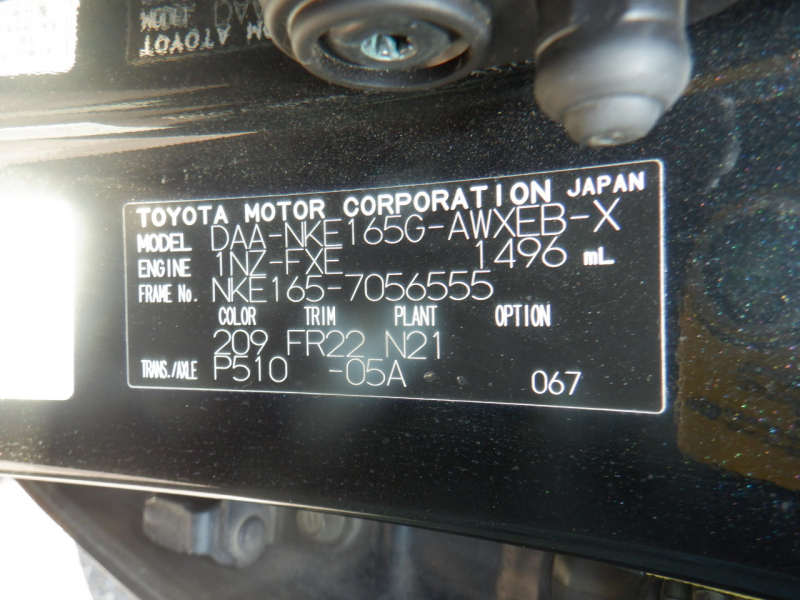 TOYOTA MOTOR CORPORATION JAPAN
MODEL DAA-NKE165G-AWXEB-X
ENGINE 1NZ-FXE 1496 mL
FRAME No. NKE165-7056555
COLOR TRIM PLANT OPTION
209 FR22 N21
TRANS./AXLE P510 -05A 067